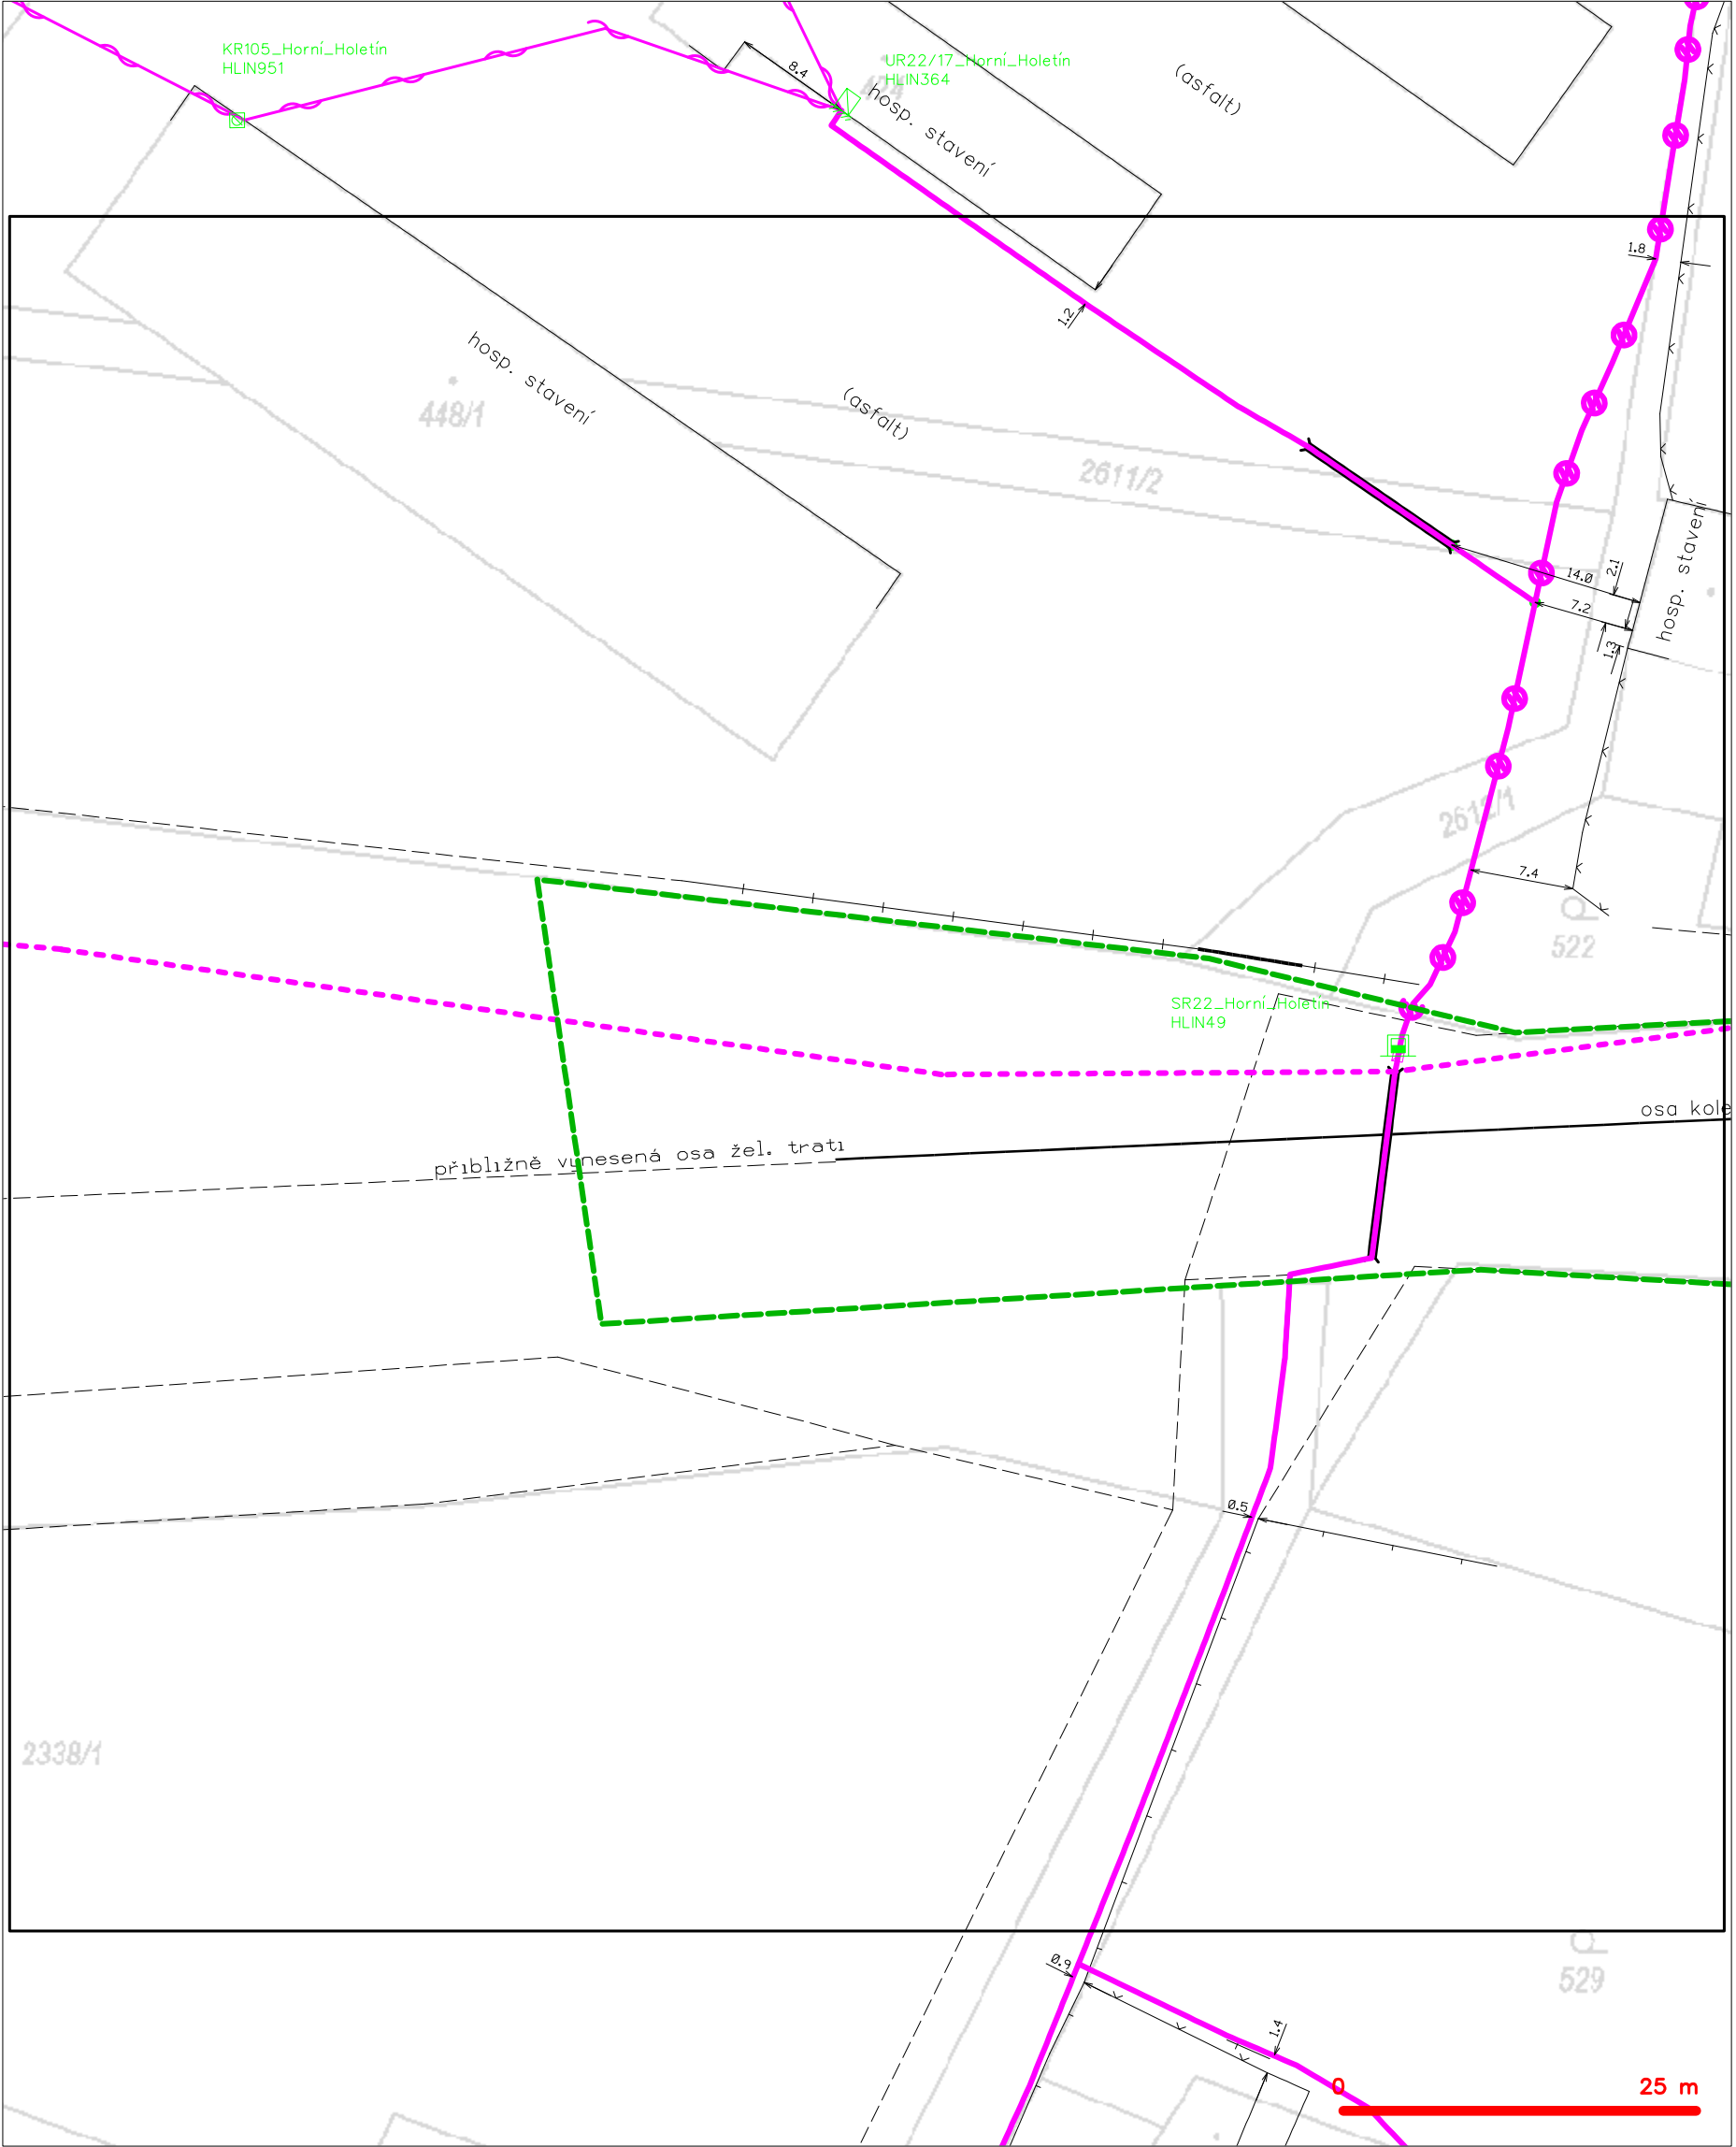 KR105_Horní_Holetín
HLIN951
UR22/17_Horní_Holetín
HLIN364
8.4
hosp. stavení
(asfalt)
1.8
1.2
hosp. stavení
448/1
(asfalt)
2611/2
hosp. stavení
14.0
2.1
7.2
1.3
2612/1
7.4
522
SR22_Horní_Holetín
HLIN49
osa kole
přibližně vynesená osa žel. trati
0.5
2338/1
529
0.9
1.4
0
25 m